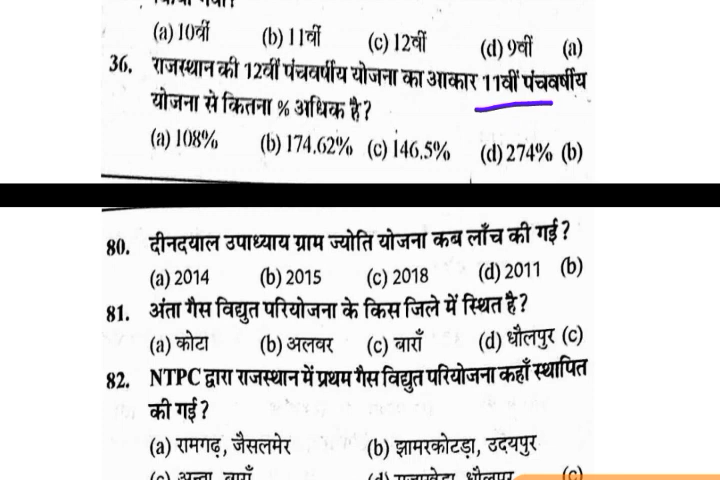 (a) 10वीं (b) 11वीं (c) 12वीं (d) 9वीं (a)
36. राजस्थान की 12वीं पंचवर्षीय योजना का आकार 11वीं पंचवर्षीय
योजना से कितना % अधिक है?
(a) 108% (b) 174.62% (c) 146.5% (d) 274% (b)
80. दीनदयाल उपाध्याय ग्राम ज्योति योजना कब लाँच की गई?
(a) 2014 (b) 2015 (c) 2018 (d) 2011 (b)
81. अंता गैस विद्युत परियोजना के किस जिले में स्थित है?
(a) कोटा (b) अलवर (c) बाराँ (d) धौलपुर (c)
82. NTPC द्वारा राजस्थान में प्रथम गैस विद्युत परियोजना कहाँ स्थापित
की गई?
(a) रामगढ़, जैसलमेर (b) झामरकोटड़ा, उदयपुर
(c) अन्ता, बाराँ (d) धौलपुर (c)